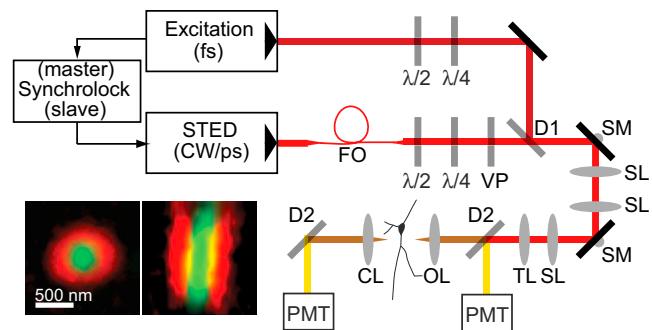 Excitation
(fs)
(master)
Synchrolock
(slave)
λ/2 λ/4
STED
(CW/ps)
FO
λ/2 λ/4 VP
D1
SM
SL
SL
SM
D2
CL
OL
D2
TL SL
PMT
PMT
500 nm